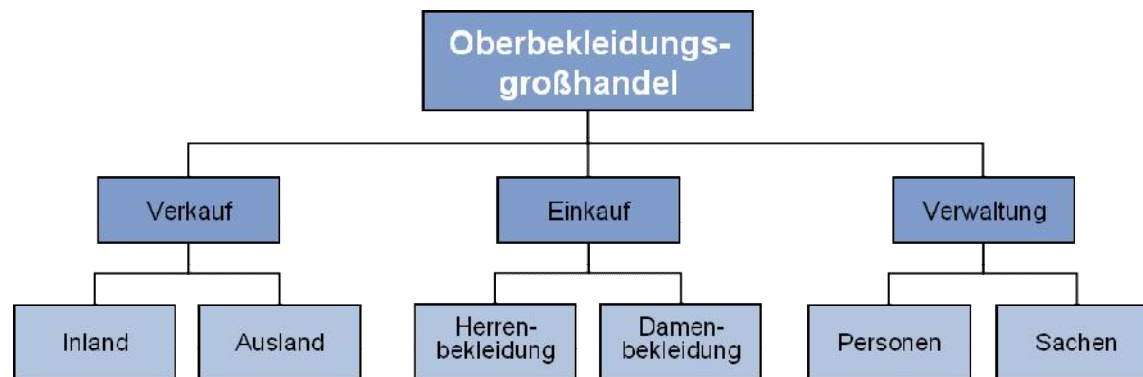 Oberbekleidungs-
großhandel
Verkauf
Einkauf
Verwaltung
Inland
Ausland
Herren-
bekleidung
Damen-
bekleidung
Personen
Sachen